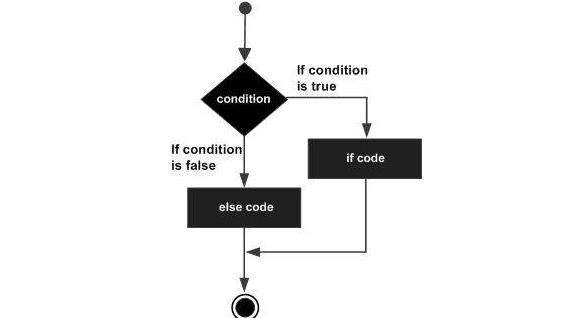 If condition
is true
condition
If condition
is false
if code
else code